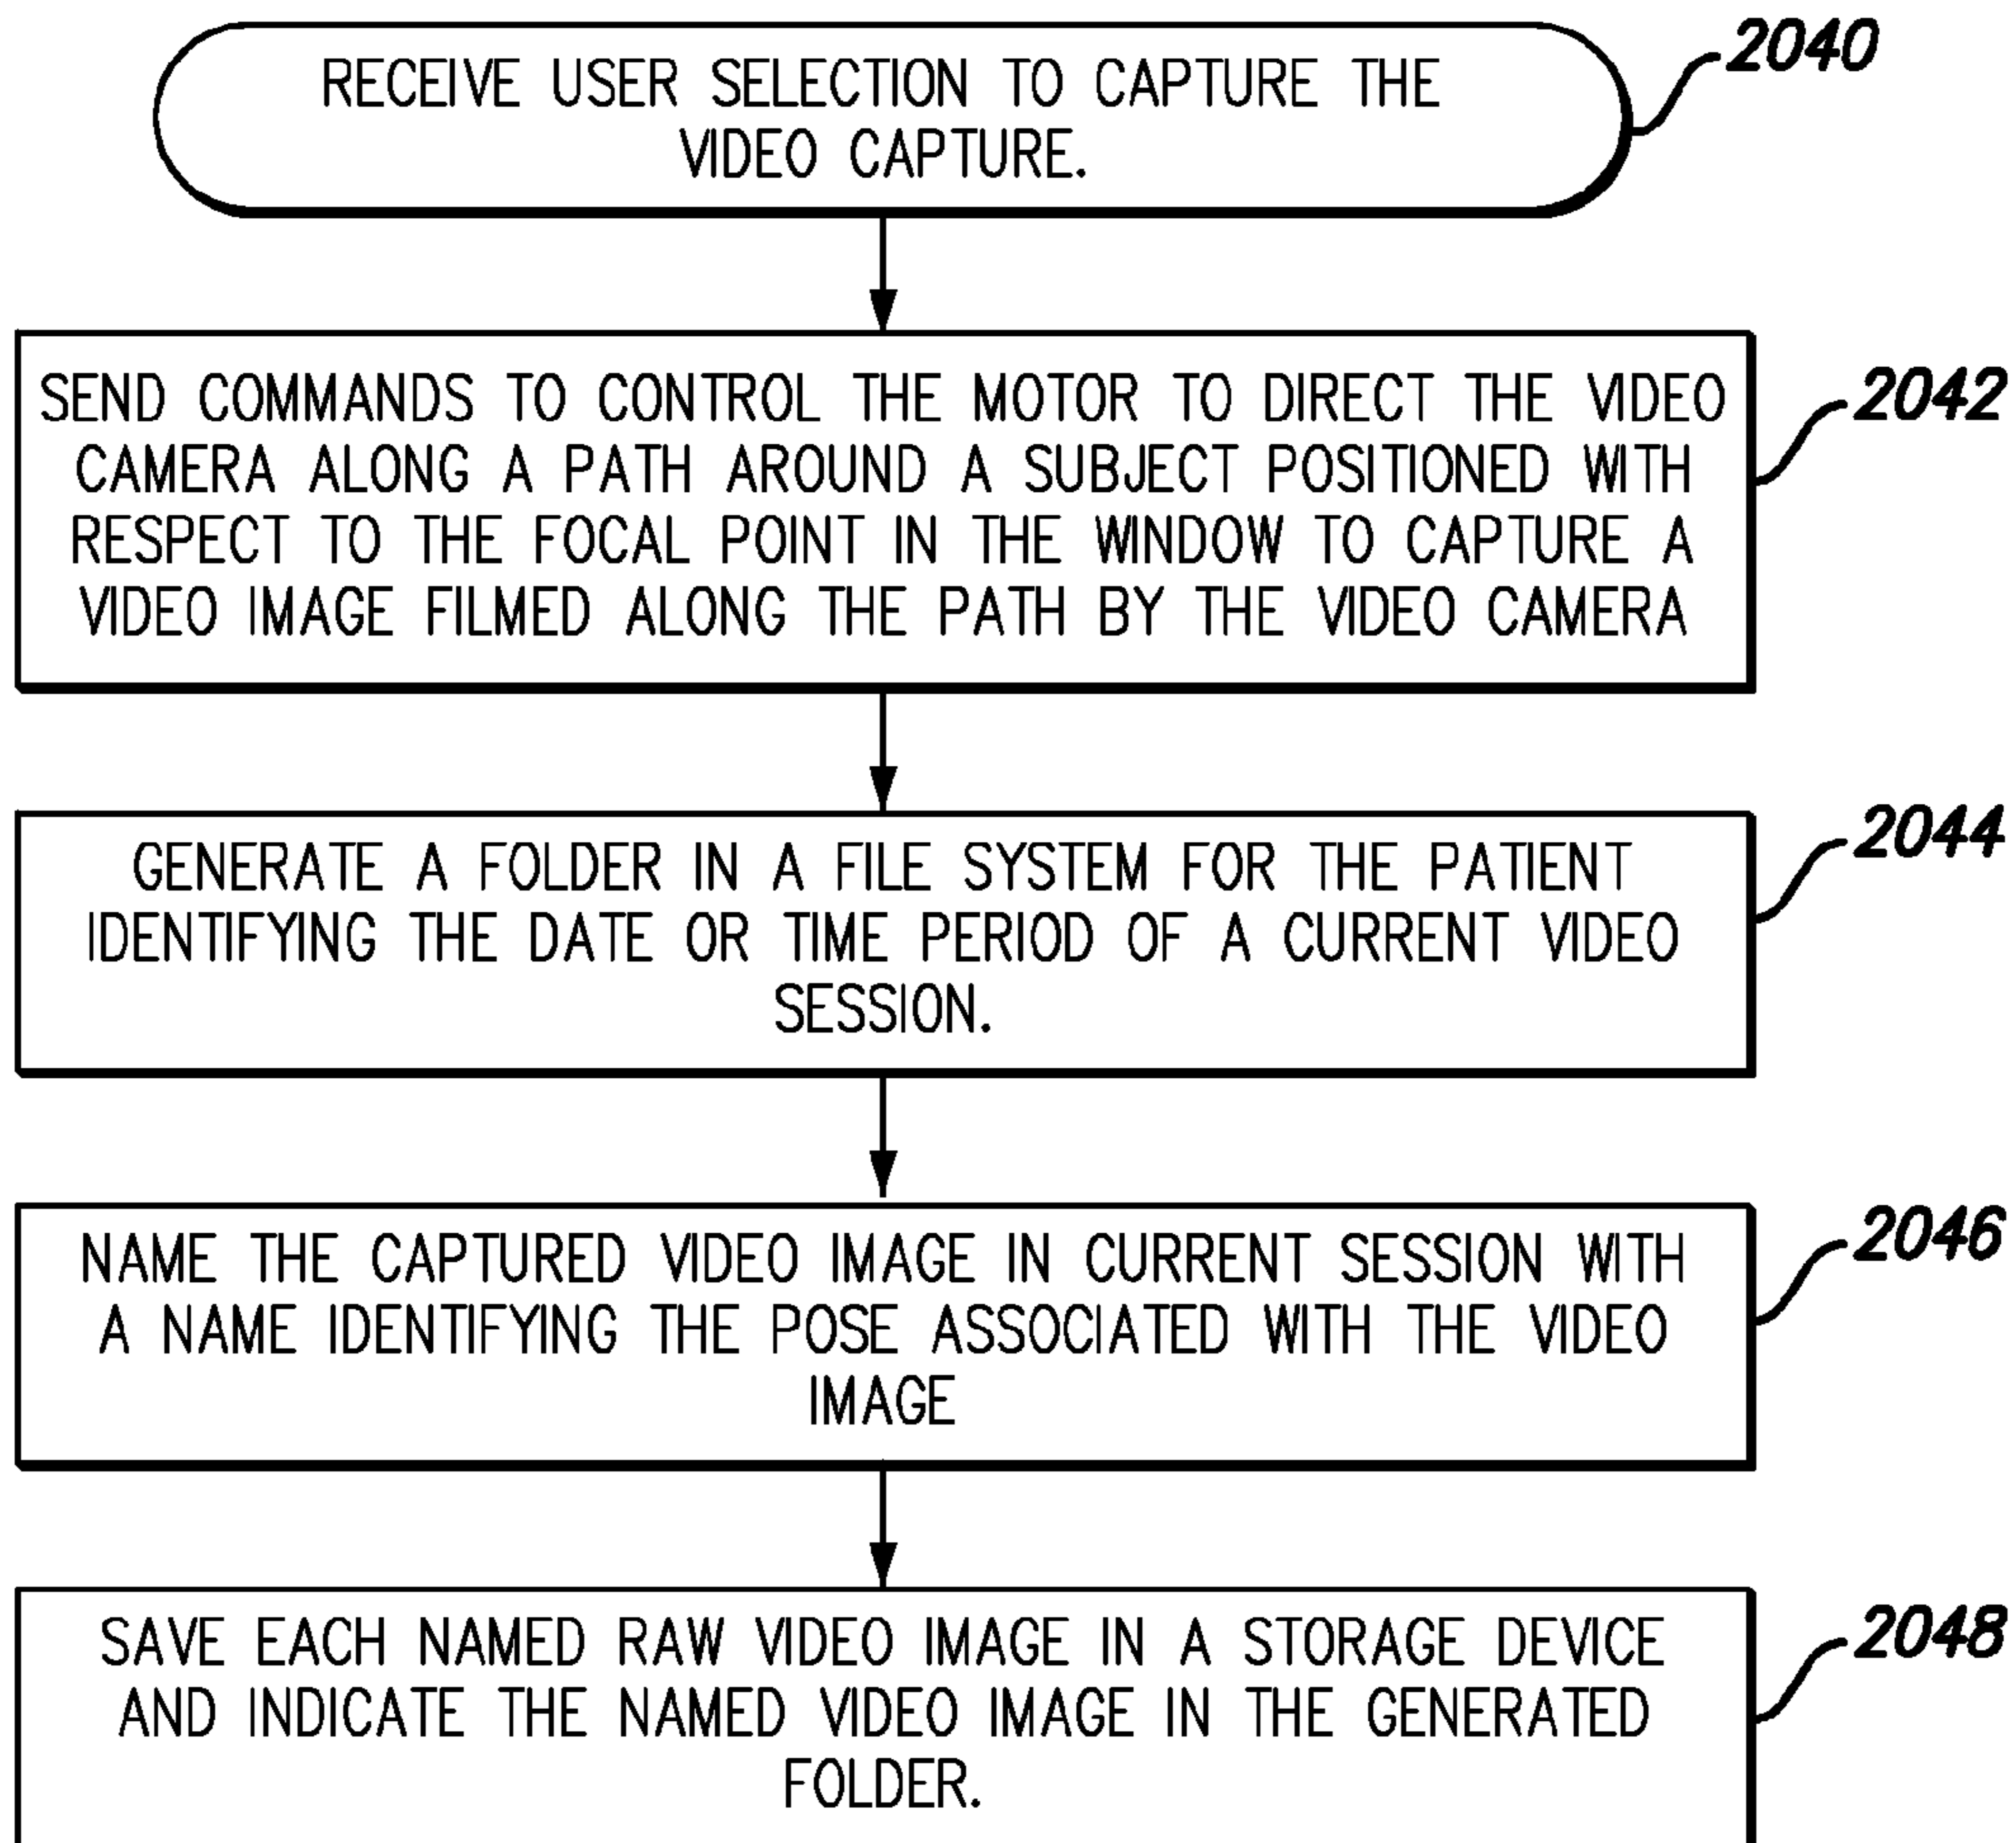 RECEIVE USER SELECTION TO CAPTURE THE
VIDEO CAPTURE.
2040
SEND COMMANDS TO CONTROL THE MOTOR TO DIRECT THE VIDEO
CAMERA ALONG A PATH AROUND A SUBJECT POSITIONED WITH
RESPECT TO THE FOCAL POINT IN THE WINDOW TO CAPTURE A
VIDEO IMAGE FILMED ALONG THE PATH BY THE VIDEO CAMERA
2042
GENERATE A FOLDER IN A FILE SYSTEM FOR THE PATIENT
IDENTIFYING THE DATE OR TIME PERIOD OF A CURRENT VIDEO
SESSION.
2044
NAME THE CAPTURED VIDEO IMAGE IN CURRENT SESSION WITH
A NAME IDENTIFYING THE POSE ASSOCIATED WITH THE VIDEO
IMAGE
2046
SAVE EACH NAMED RAW VIDEO IMAGE IN A STORAGE DEVICE
AND INDICATE THE NAMED VIDEO IMAGE IN THE GENERATED
FOLDER.
2048